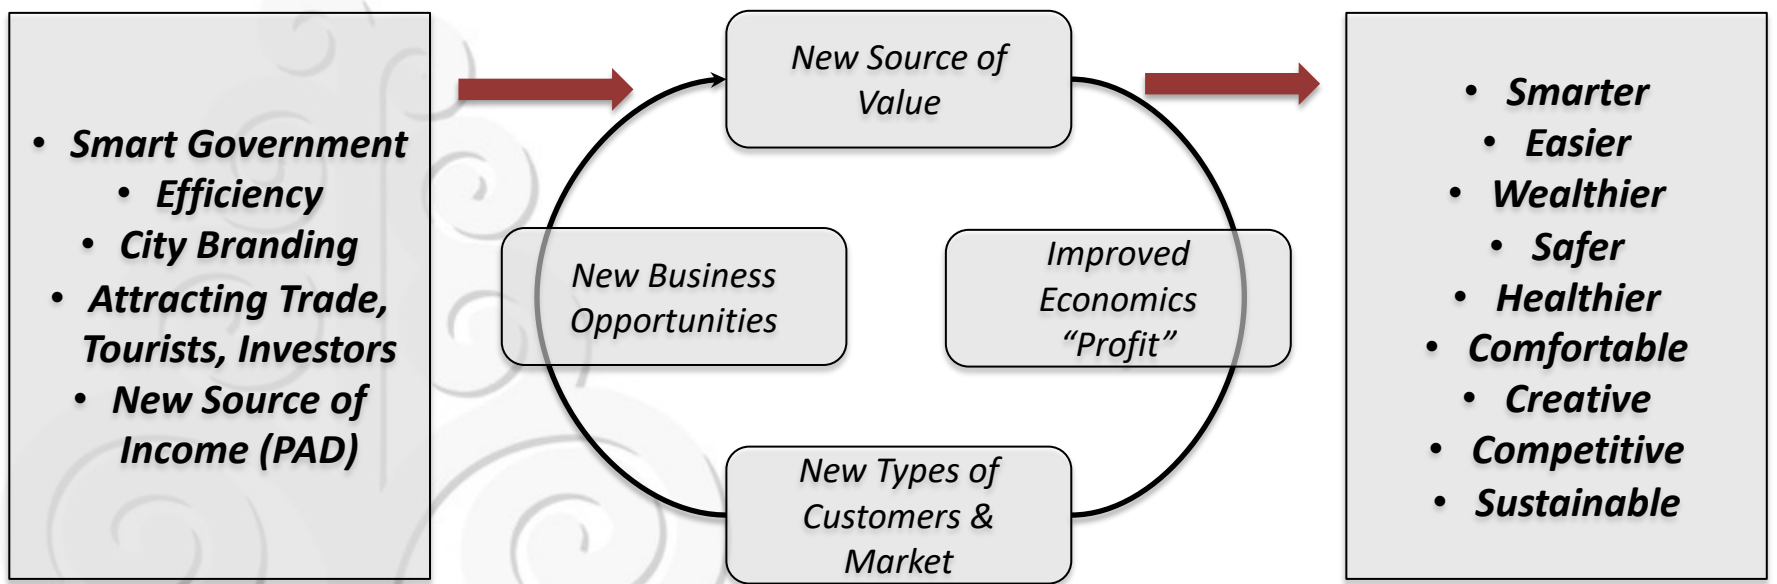 • Smart Government
• Efficiency
• City Branding
• Attracting Trade,
Tourists, Investors
• New Source of
Income (PAD)
New Source of
Value
New Business
Opportunities
Improved
Economics
“Profit”
New Types of
Customers &
Market
• Smarter
• Easier
• Wealthier
• Safer
• Healthier
• Comfortable
• Creative
• Competitive
• Sustainable